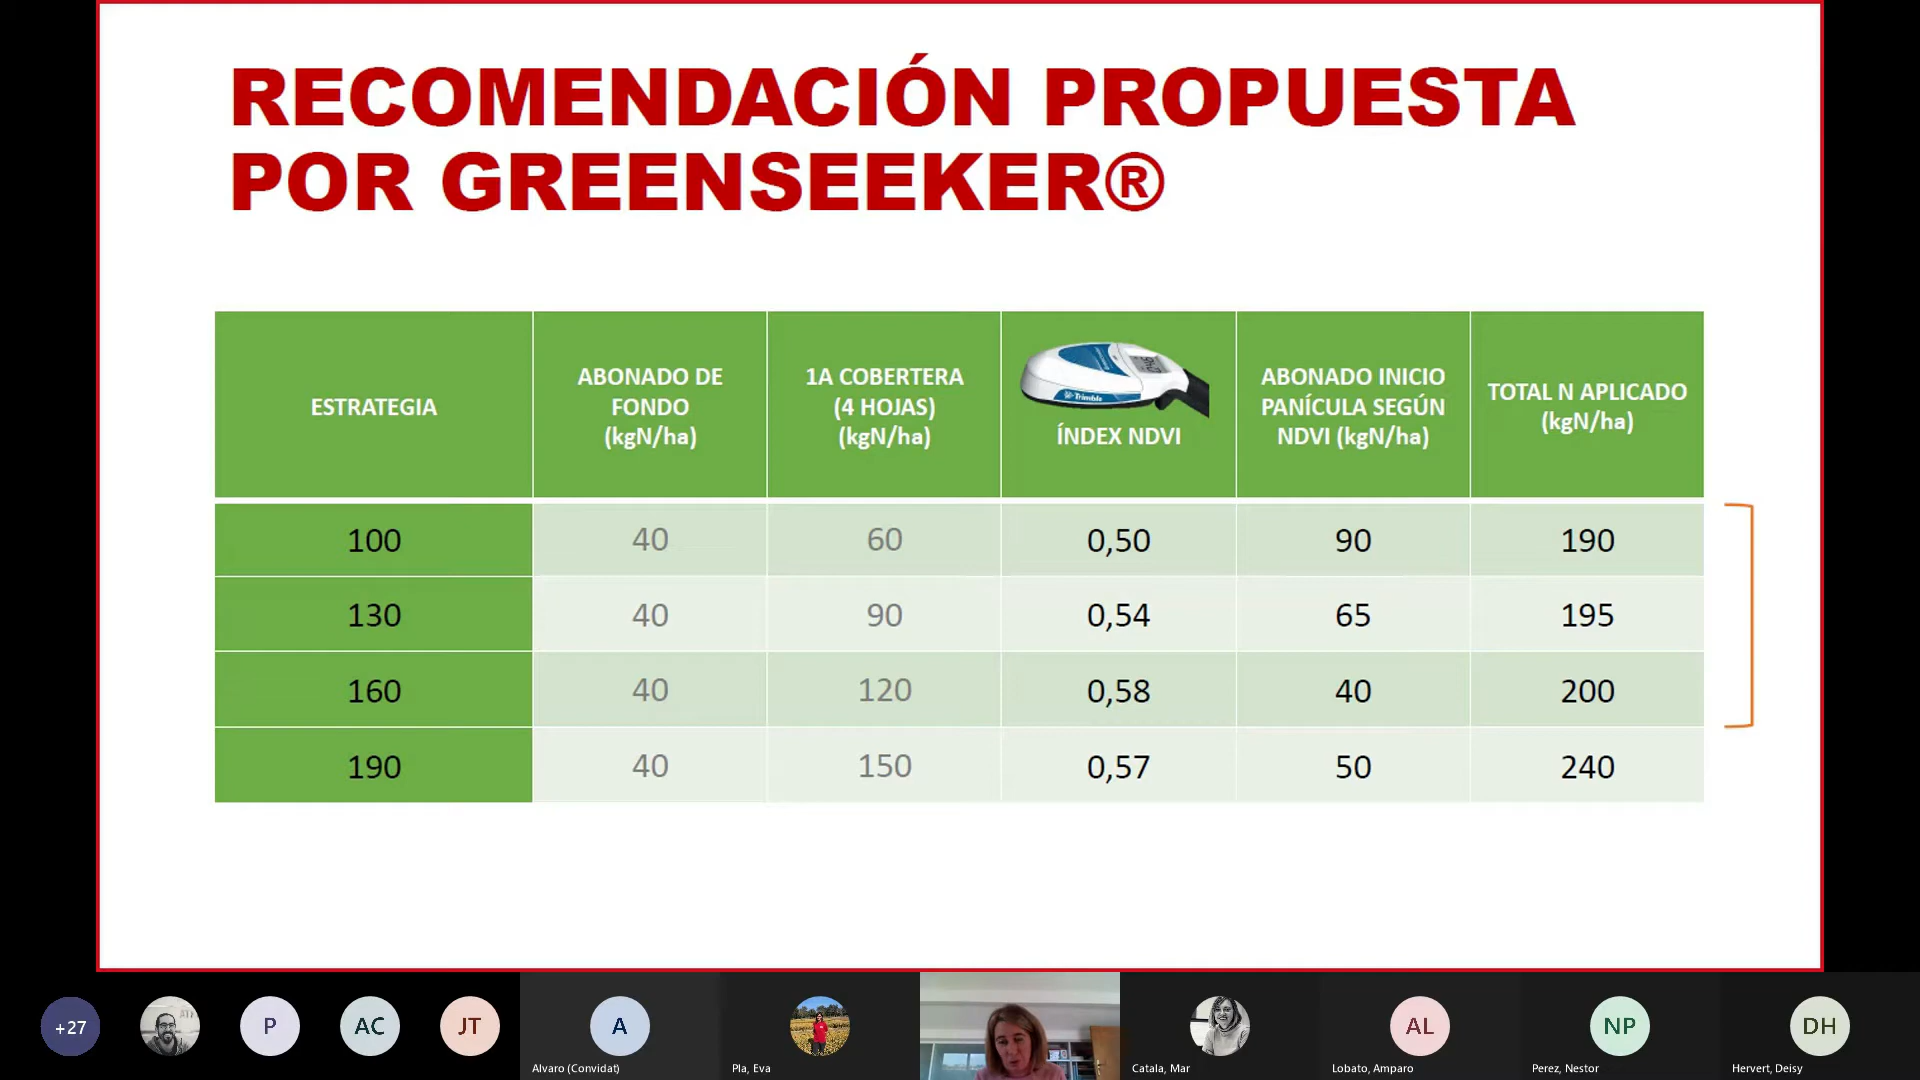 RECOMENDACIÓN PROPUESTA
POR GREENSEEKER®
ESTRATEGIA
ABONADO DE
FONDO
(kgN/ha)
1A COBERTERA
(4 HOJAS)
(kgN/ha)
Trimble
ÍNDEX NDVI
ABONADO INICIO
PANÍCULA SEGÚN
NDVI (kgN/ha)
TOTAL N APLICADO
(kgN/ha)
100 40 60 0,50 90 190
130 40 90 0,54 65 195
160 40 120 0,58 40 200
190 40 150 0,57 50 240
+27
P
AC
JT
A
AL
NP
DH
Alvaro (Convidat)
Pla, Eva
Catala, Mar
Lobato, Amparo
Perez, Nestor
Hervert, Deisy